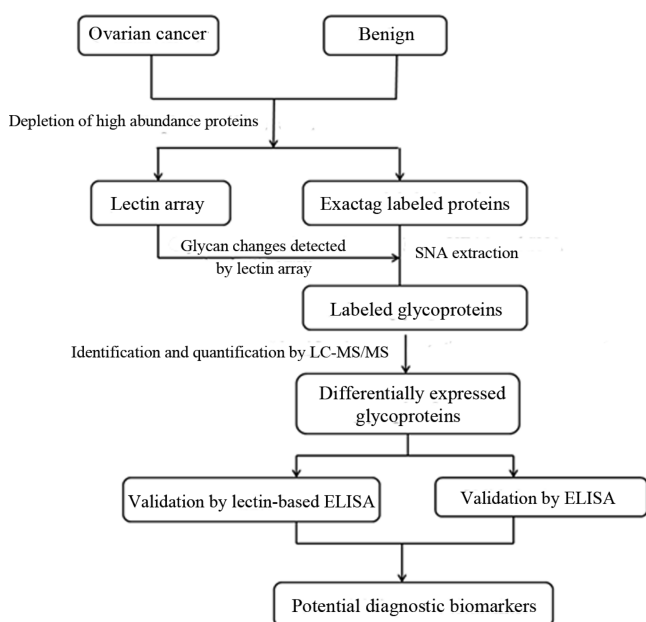 Ovarian cancer
Benign
Depletion of high abundance proteins
Lectin array
Exactag labeled proteins
Glycan changes detected
by lectin array
SNA extraction
Labeled glycoproteins
Identification and quantification by LC-MS/MS
Differentially expressed
glycoproteins
Validation by lectin-based ELISA
Validation by ELISA
Potential diagnostic biomarkers